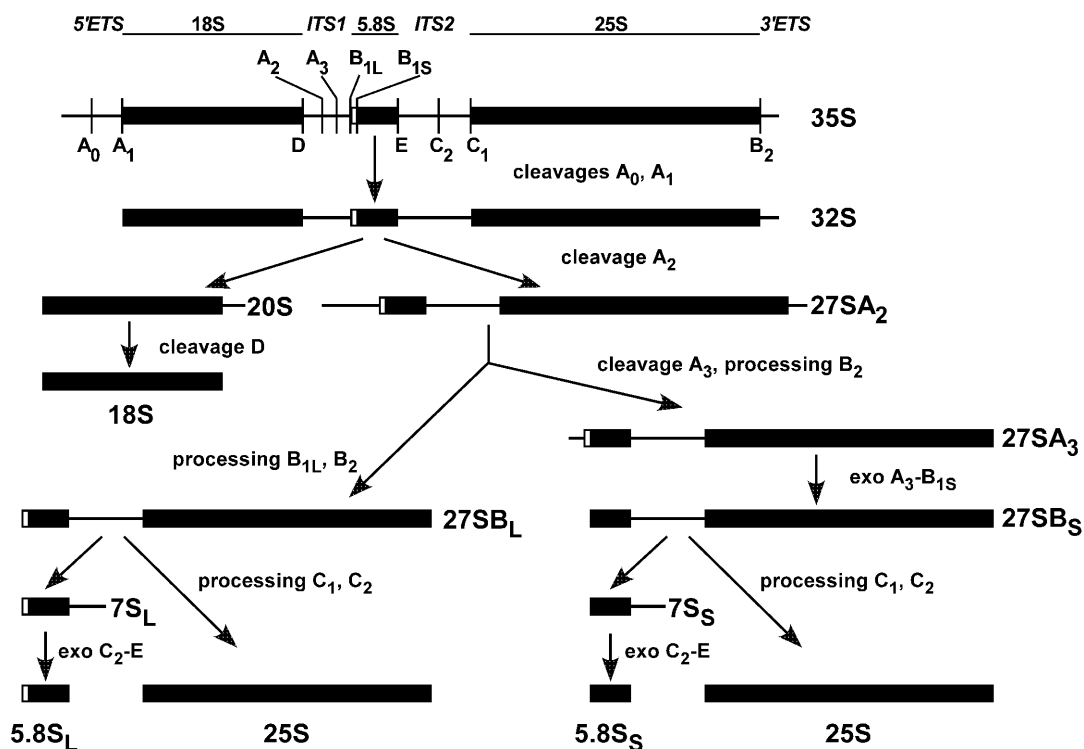 5'ETS 18S ITS1 5.8S ITS2 25S 3'ETS
A2 A3 B1L B1S
35S
A0 A1 D E C2 C1 B2
cleavages A0, A1
32S
cleavage A2
20S 27SA2
cleavage D
cleavage A3, processing B2
18S
27SA3
processing B1L, B2
exo A3-B1S
27SBL 27SBS
processing C1, C2 processing C1, C2
7SL 7SS
exo C2-E exo C2-E
5.8SL 25S 5.8SS 25S